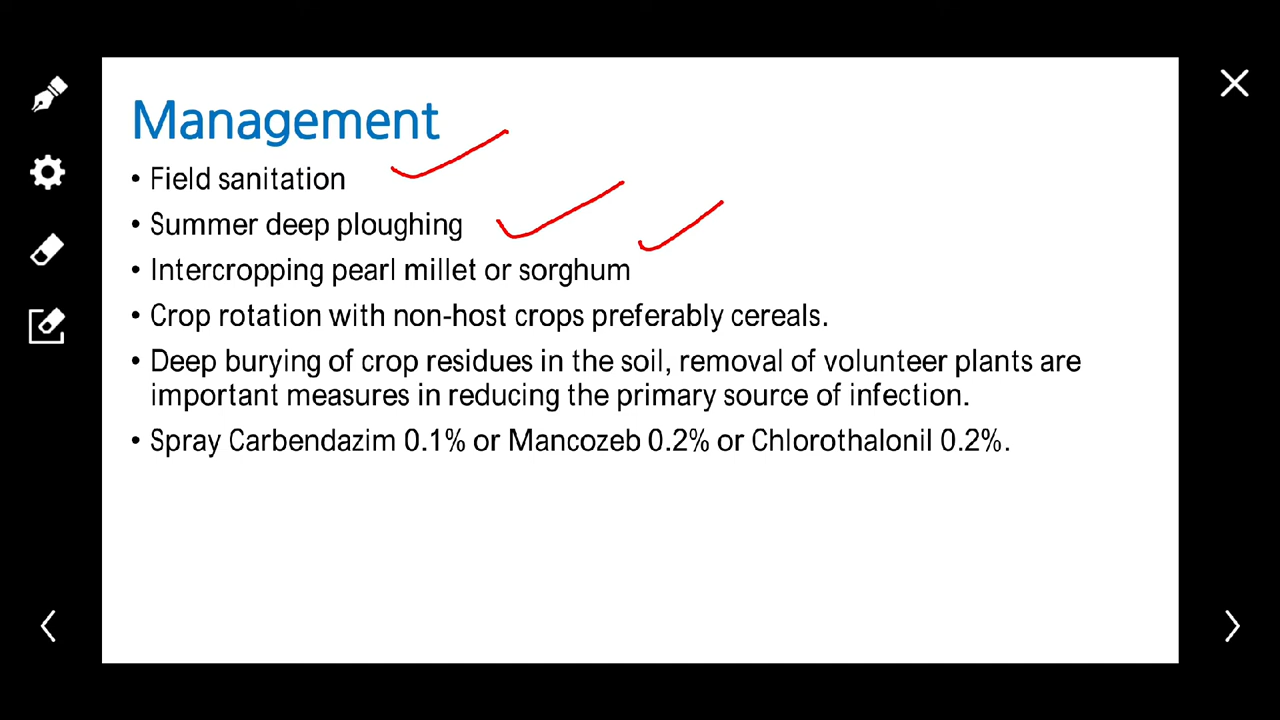 Management
• Field sanitation
• Summer deep ploughing
• Intercropping pearl millet or sorghum
• Crop rotation with non-host crops preferably cereals.
• Deep burying of crop residues in the soil, removal of volunteer plants are
important measures in reducing the primary source of infection.
• Spray Carbendazim 0.1% or Mancozeb 0.2% or Chlorothalonil 0.2%.